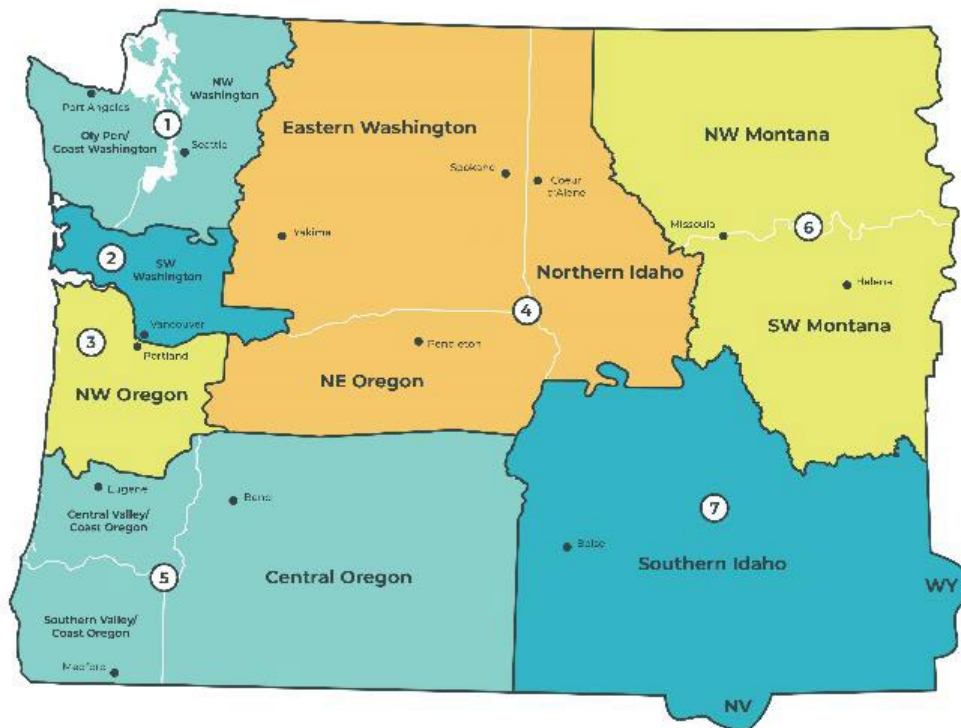 NW
Washington
Port Angeles
1
Oly Pen/
Coast Washington
Seattle
Eastern Washington
Spokane
Coeur
d'Alene
NW Montana
Yakima
Missoula
6
2
SW
Washington
Northern Idaho
Helena
4
SW Montana
Vancouver
3
Portland
Pendleton
NW Oregon
NE Oregon
Eugene
Bend
Central Valley/
Coast Oregon
7
Boise
Southern Idaho
5
Central Oregon
WY
Southern Valley/
Coast Oregon
Medford
NV